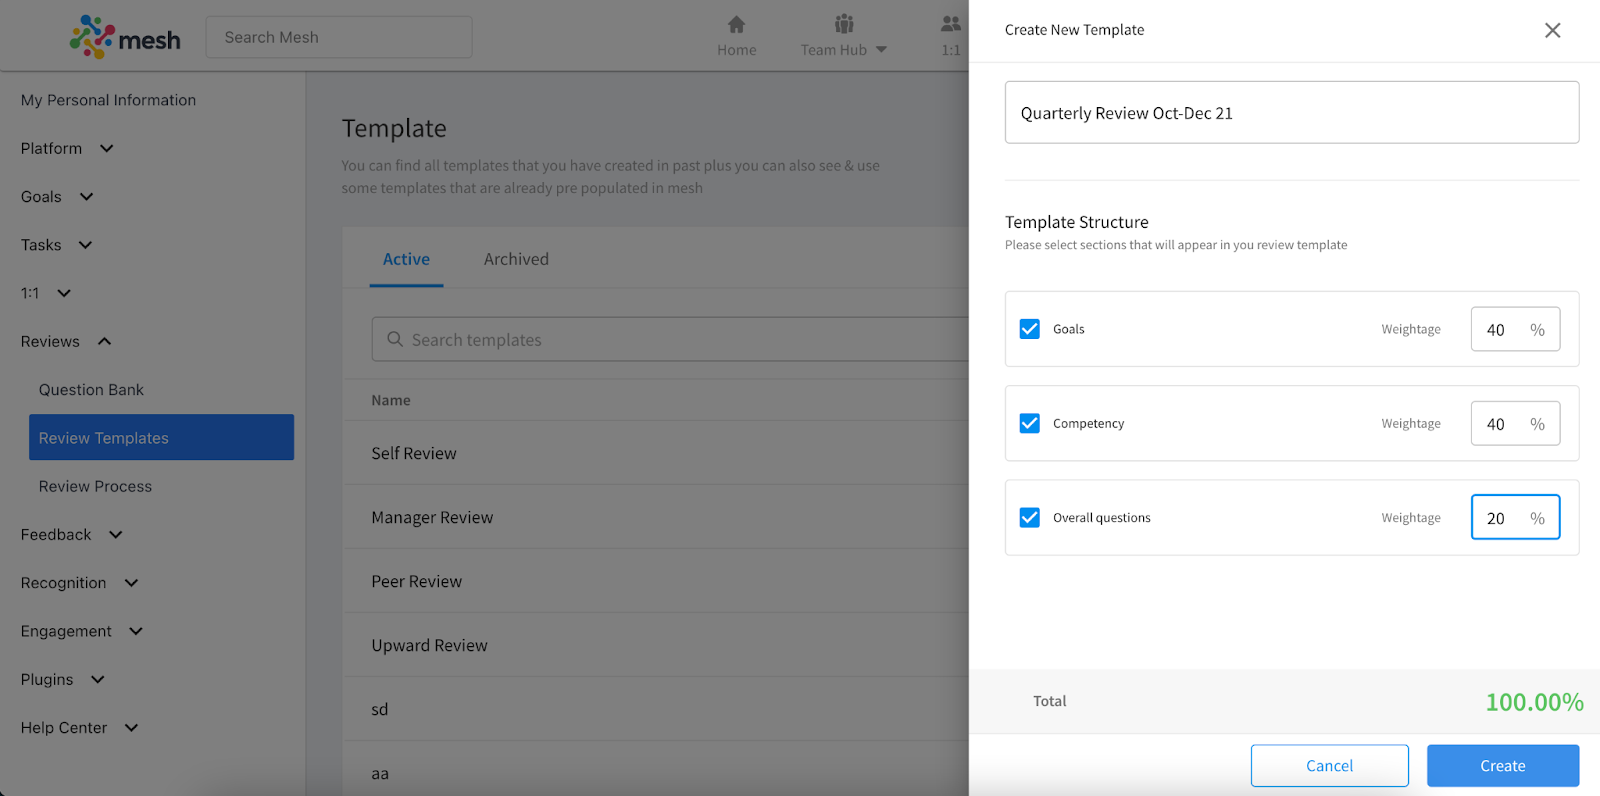 mesh
Search Mesh
Home
Team Hub
1:1
My Personal Information
Platform
Goals
Tasks
1:1
Reviews
Question Bank
Review Templates
Review Process
Feedback
Recognition
Engagement
Plugins
Help Center
Template
You can find all templates that you have created in past plus you can also see & use
some templates that are already pre populated in mesh
Active Archived
Search templates
Name
Self Review
Manager Review
Peer Review
Upward Review
sd
aa
Create New Template
Quarterly Review Oct-Dec 21
Template Structure
Please select sections that will appear in you review template
Goals Weightage 40 %
Competency Weightage 40 %
Overall questions Weightage 20 %
Total 100.00%
Cancel Create